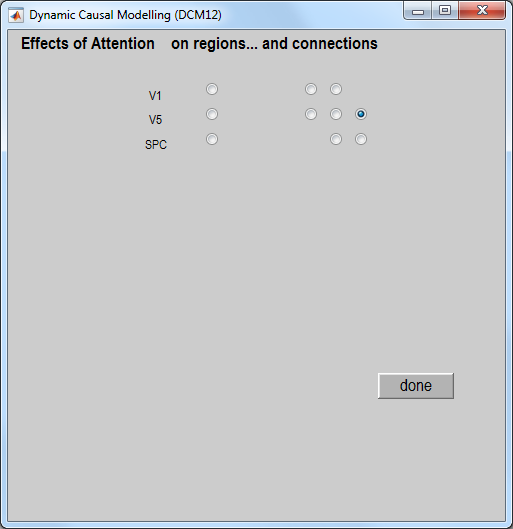 Dynamic Causal Modelling (DCM12)
Effects of Attention on regions... and connections
V1
V5
SPC
done